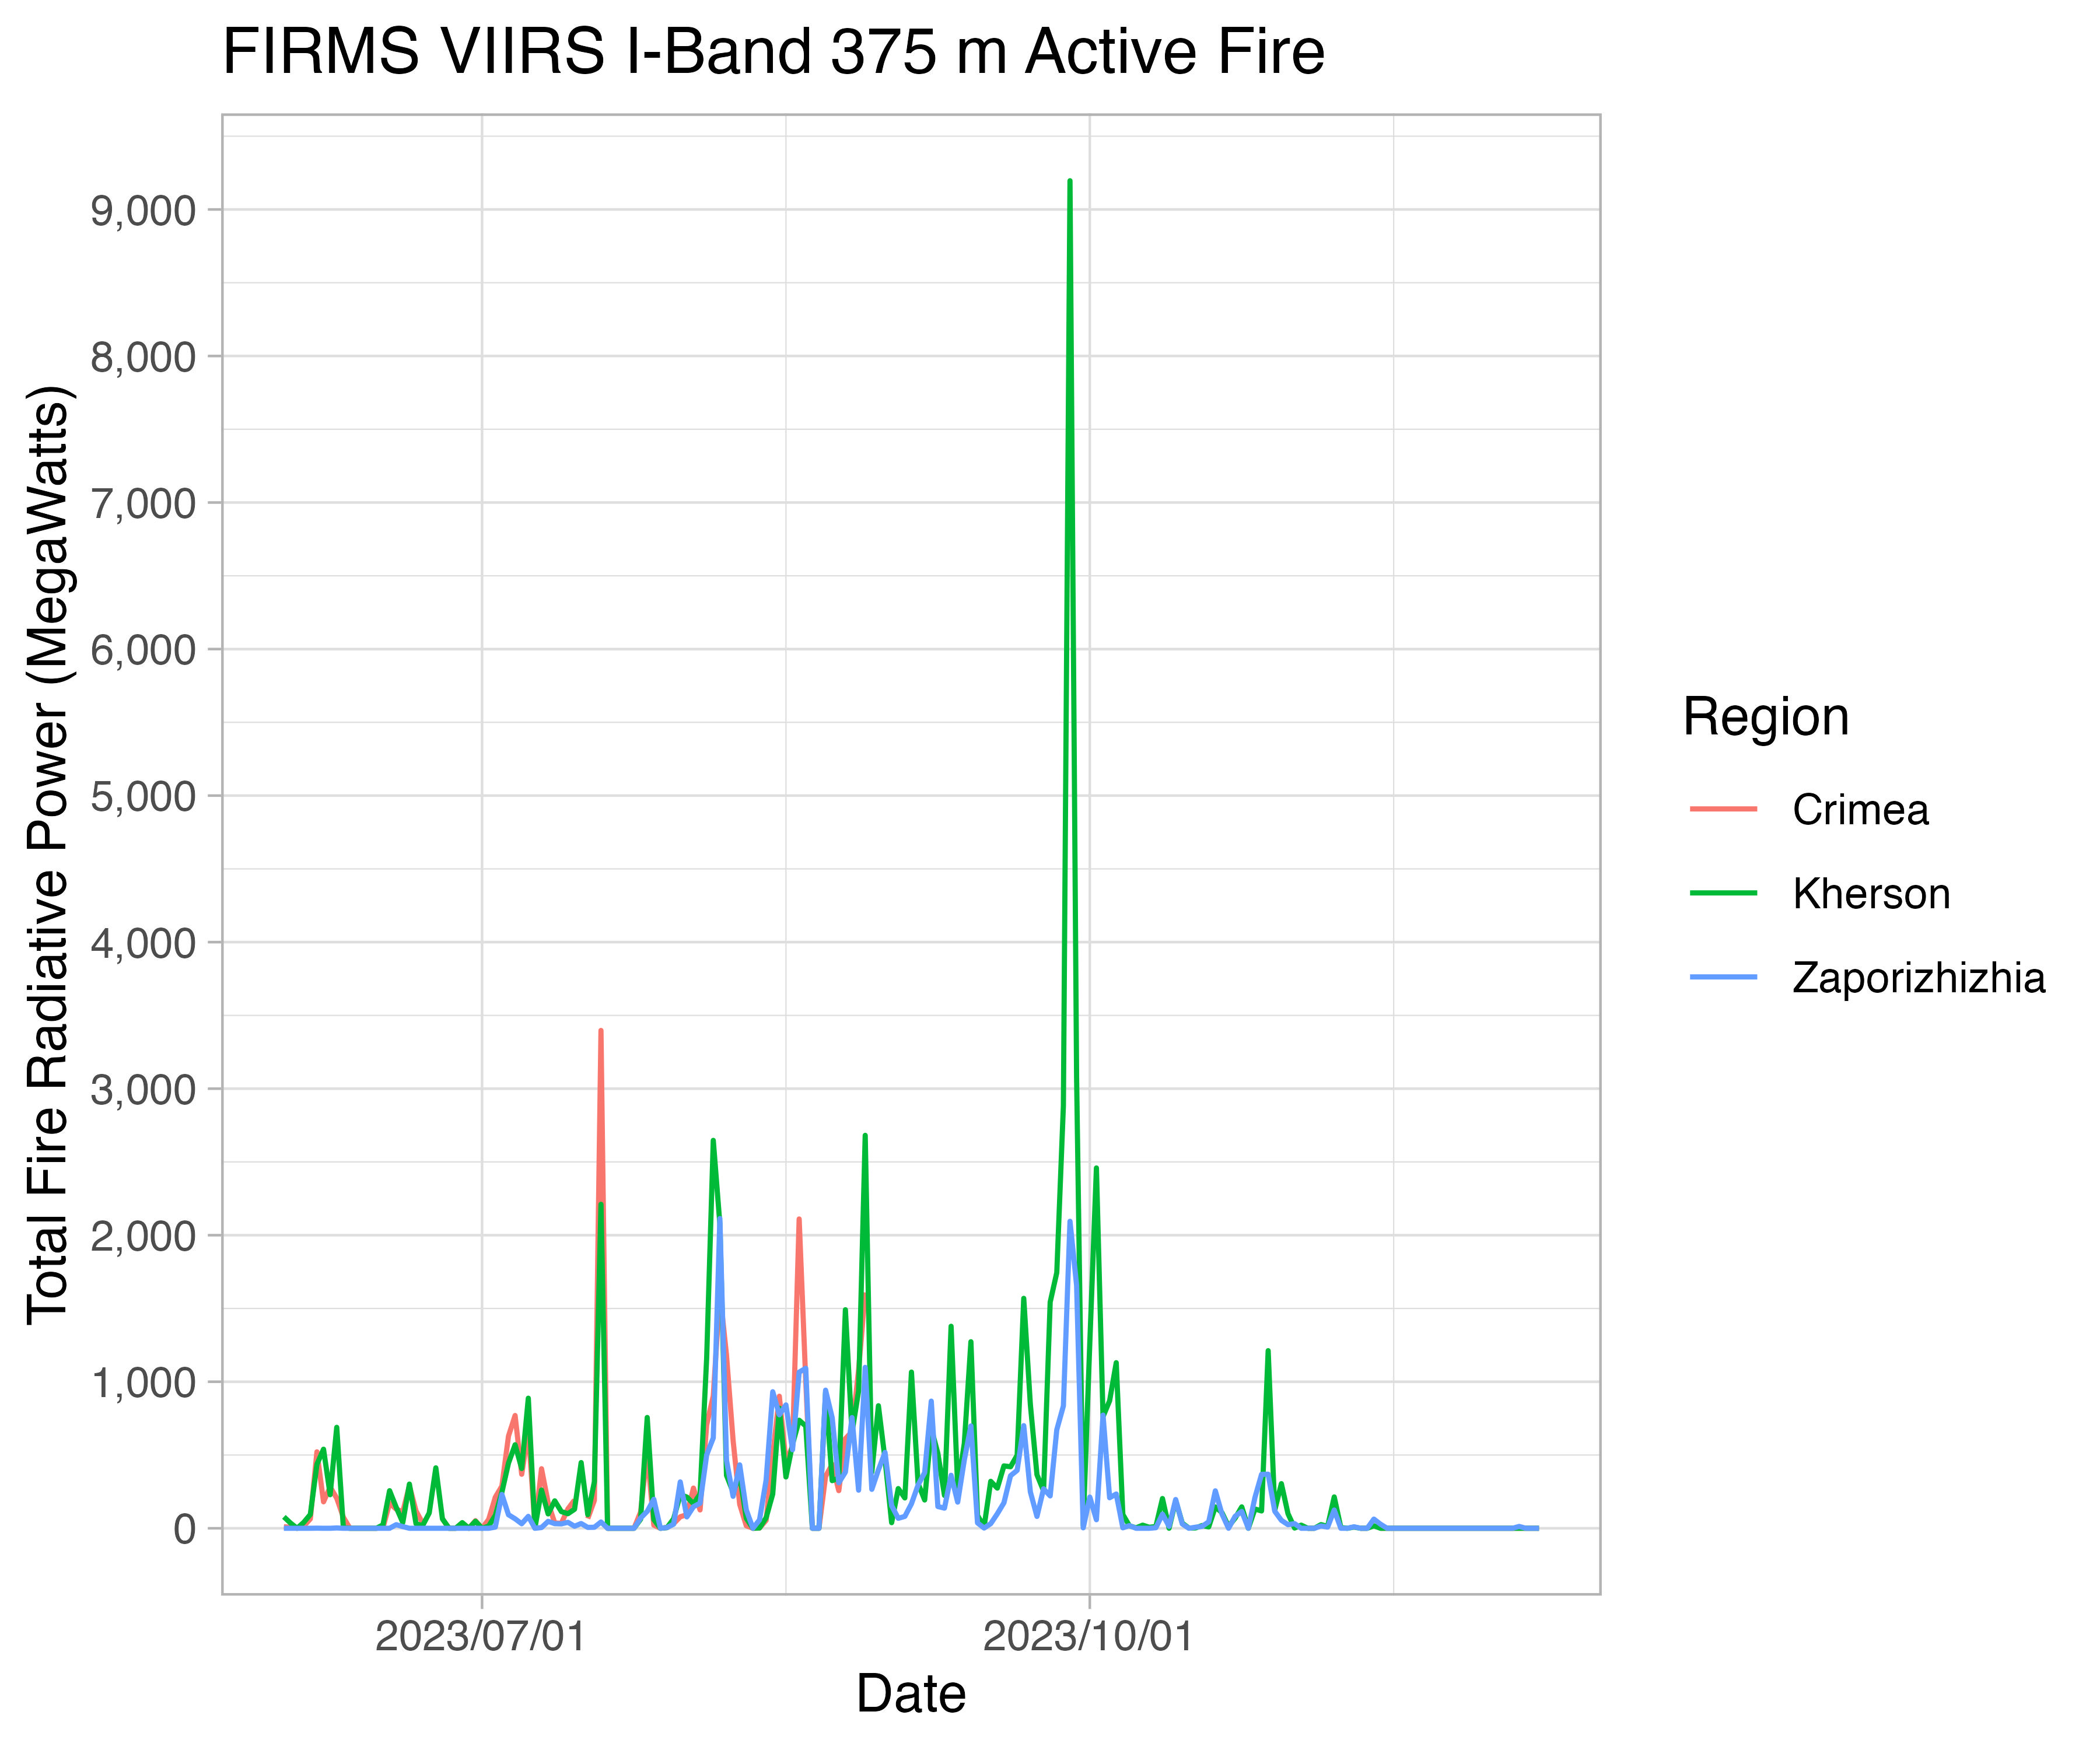 FIRMS VIIRS I-Band 375 m Active Fire
Total Fire Radiative Power (MegaWatts)
9,000
8,000
7,000
6,000
5,000
4,000
3,000
2,000
1,000
0
2023/07/01
2023/10/01
Date
Region
Crimea
Kherson
Zaporizhizhia